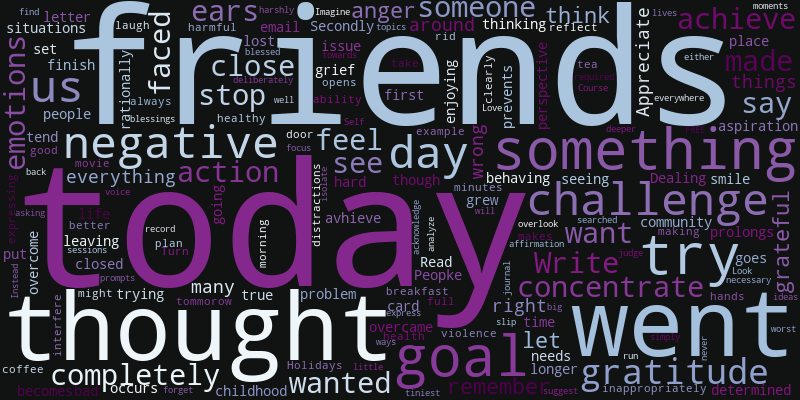 find
letter
ears
anger
someone
moments
situations
laugh
harmful
harshly
Imagine
email
Secondly
topics
around
thinking
think
lives
achieve
set
faced
friends
lost
issue
rid
reflect
Appreciate
place
finish
rationally
close
blessed
towards
grief
take
enjoying
Clearly
prevents
perspective
tea
either
made
us
stop
deliberately
opens
ability
first
Love
required
Course
things
emotions
people
always
blessings
healthy
well
Self
everywhere
say
tend
good
negative
door
focus
feel
example
wrong
deeper
FREE
aspiration
movie
back
everything
action
see
day
something
though
behaving
seeing
Dealing
smile
expressing
today
voice
going
distractions
isolate
hard
minutes
grew
will
challenge
grateful
asking
life
better
avhieve
acknowledge
analyze
overlook
searched
community
put
overcome
leaving
record
morning
makes
want
making
prolongs
closed
sessions
plan
Turn
Read
Peopke
affirmation
judge
try
goes
Look
necessary
Instead
prompts
might
trying
many
true
problem
breakfast
journal
Write
concentrate
hands
ideas
thought
tommorow
card
full
express
right
big
went
interfere
overcame
health
violence
slip
time
let
worst
coffee
completely
Holidays
ways
goal
needs
run
simply
never
becomes
bad
occurs
forget
childhood
wanted
little
tiniest
remember
longer
suggest
gratitude
inappropriately
determined